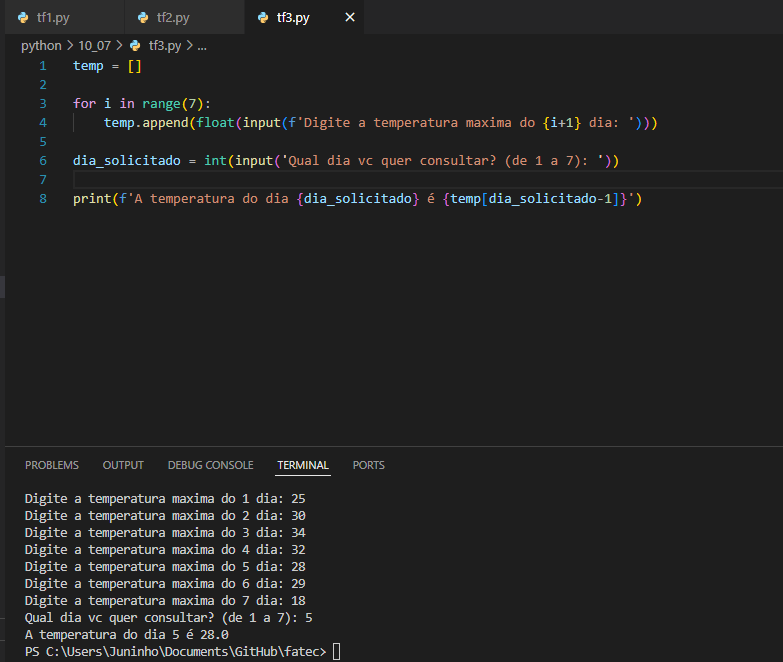 tf1.py tf2.py tf3.py
python > 10_07 > tf3.py > ...
1 temp = []
2
3 for i in range(7):
4     temp.append(float(input(f'Digite a temperatura maxima do {i+1} dia: ')))
5
6 dia_solicitado = int(input('Qual dia vc quer consultar? (de 1 a 7): '))
7
8 print(f'A temperatura do dia {dia_solicitado} é {temp[dia_solicitado-1]}')
PROBLEMS OUTPUT DEBUG CONSOLE TERMINAL PORTS
Digite a temperatura maxima do 1 dia: 25
Digite a temperatura maxima do 2 dia: 30
Digite a temperatura maxima do 3 dia: 34
Digite a temperatura maxima do 4 dia: 32
Digite a temperatura maxima do 5 dia: 28
Digite a temperatura maxima do 6 dia: 29
Digite a temperatura maxima do 7 dia: 18
Qual dia vc quer consultar? (de 1 a 7): 5
A temperatura do dia 5 é 28.0
PS C:\Users\Juninho\Documents\GitHub\fatec>